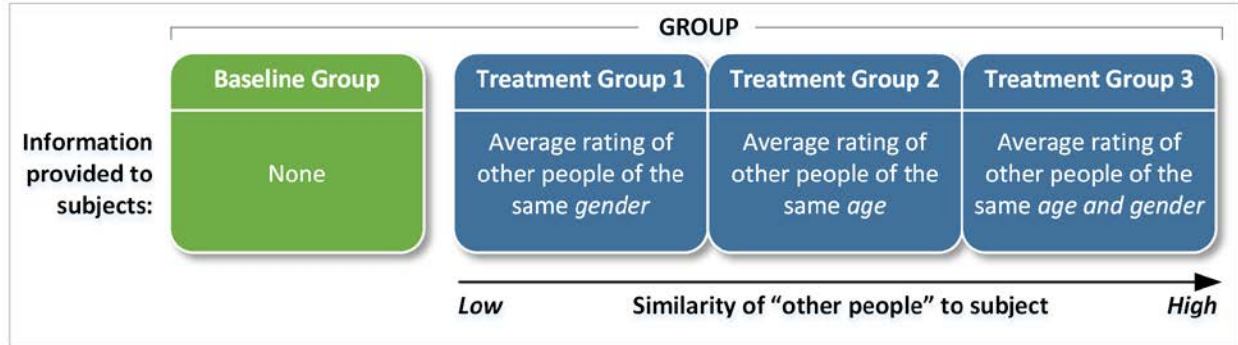 GROUP
Baseline Group
Treatment Group 1
Treatment Group 2
Treatment Group 3
Information
provided to
subjects:
None
Average rating of
other people of the
same gender
Average rating of
other people of the
same age
Average rating of
other people of the
same age and gender
Low
Similarity of “other people” to subject
High